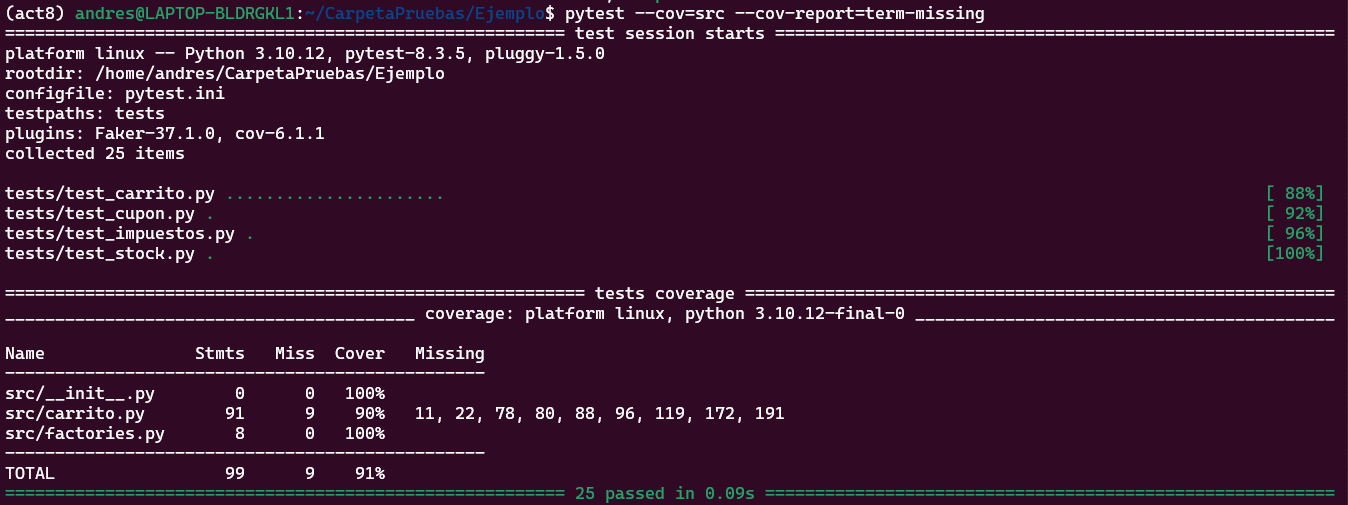 (act8) andres@LAPTOP-BLDRGKL1:~/CarpetaPruebas/Ejemplo$ pytest --cov=src --cov-report=term-missing
======================================================== test session starts ========================================================
platform linux -- Python 3.10.12, pytest-8.3.5, pluggy-1.5.0
rootdir: /home/andres/CarpetaPruebas/Ejemplo
configfile: pytest.ini
testpaths: tests
plugins: Faker-37.1.0, cov-6.1.1
collected 25 items
tests/test_carrito.py ...................... [ 88%]
tests/test_cupon.py . [ 92%]
tests/test_impuestos.py . [ 96%]
tests/test_stock.py . [100%]
========================================================== tests coverage ===========================================================
_________________________________________ coverage: platform linux, python 3.10.12-final-0 __________________________________________
Name               Stmts   Miss  Cover   Missing
------------------------------------------------
src/__init__.py        0      0   100%
src/carrito.py        91      9    90%   11, 22, 78, 80, 88, 96, 119, 172, 191
src/factories.py       8      0   100%
------------------------------------------------
TOTAL                 99      9    91%
======================================================== 25 passed in 0.09s =========================================================